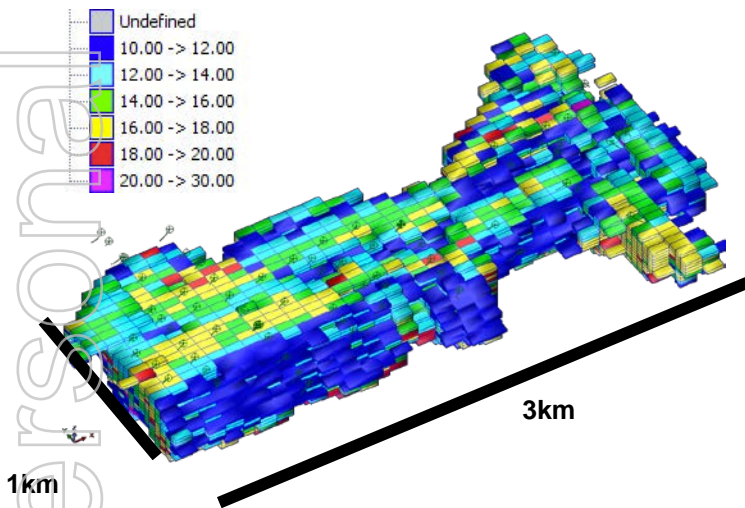 Undefined
10.00 -> 12.00
12.00 -> 14.00
14.00 -> 16.00
16.00 -> 18.00
18.00 -> 20.00
20.00 -> 30.00
ersonal
3km
1km